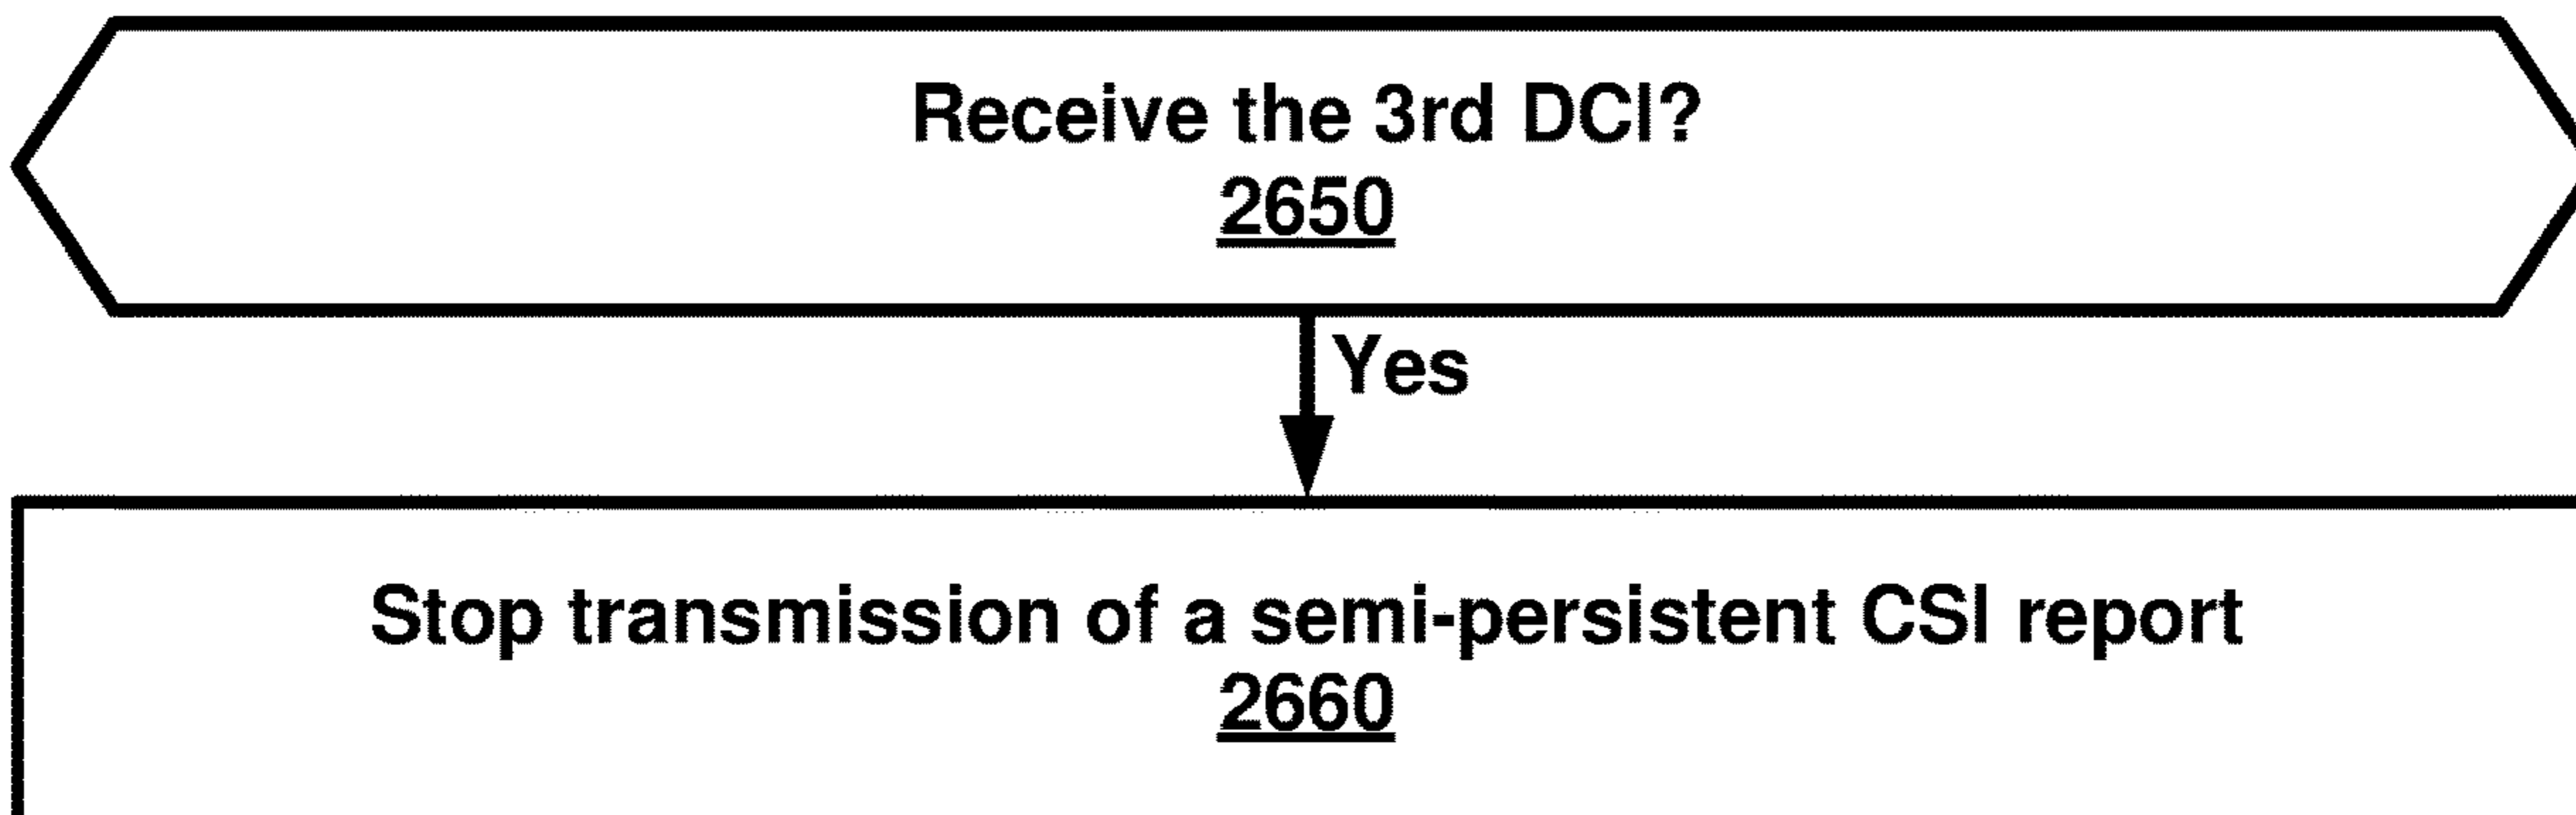 Receive the 3rd DCI?
2650
Yes
Stop transmission of a semi-persistent CSI report
2660